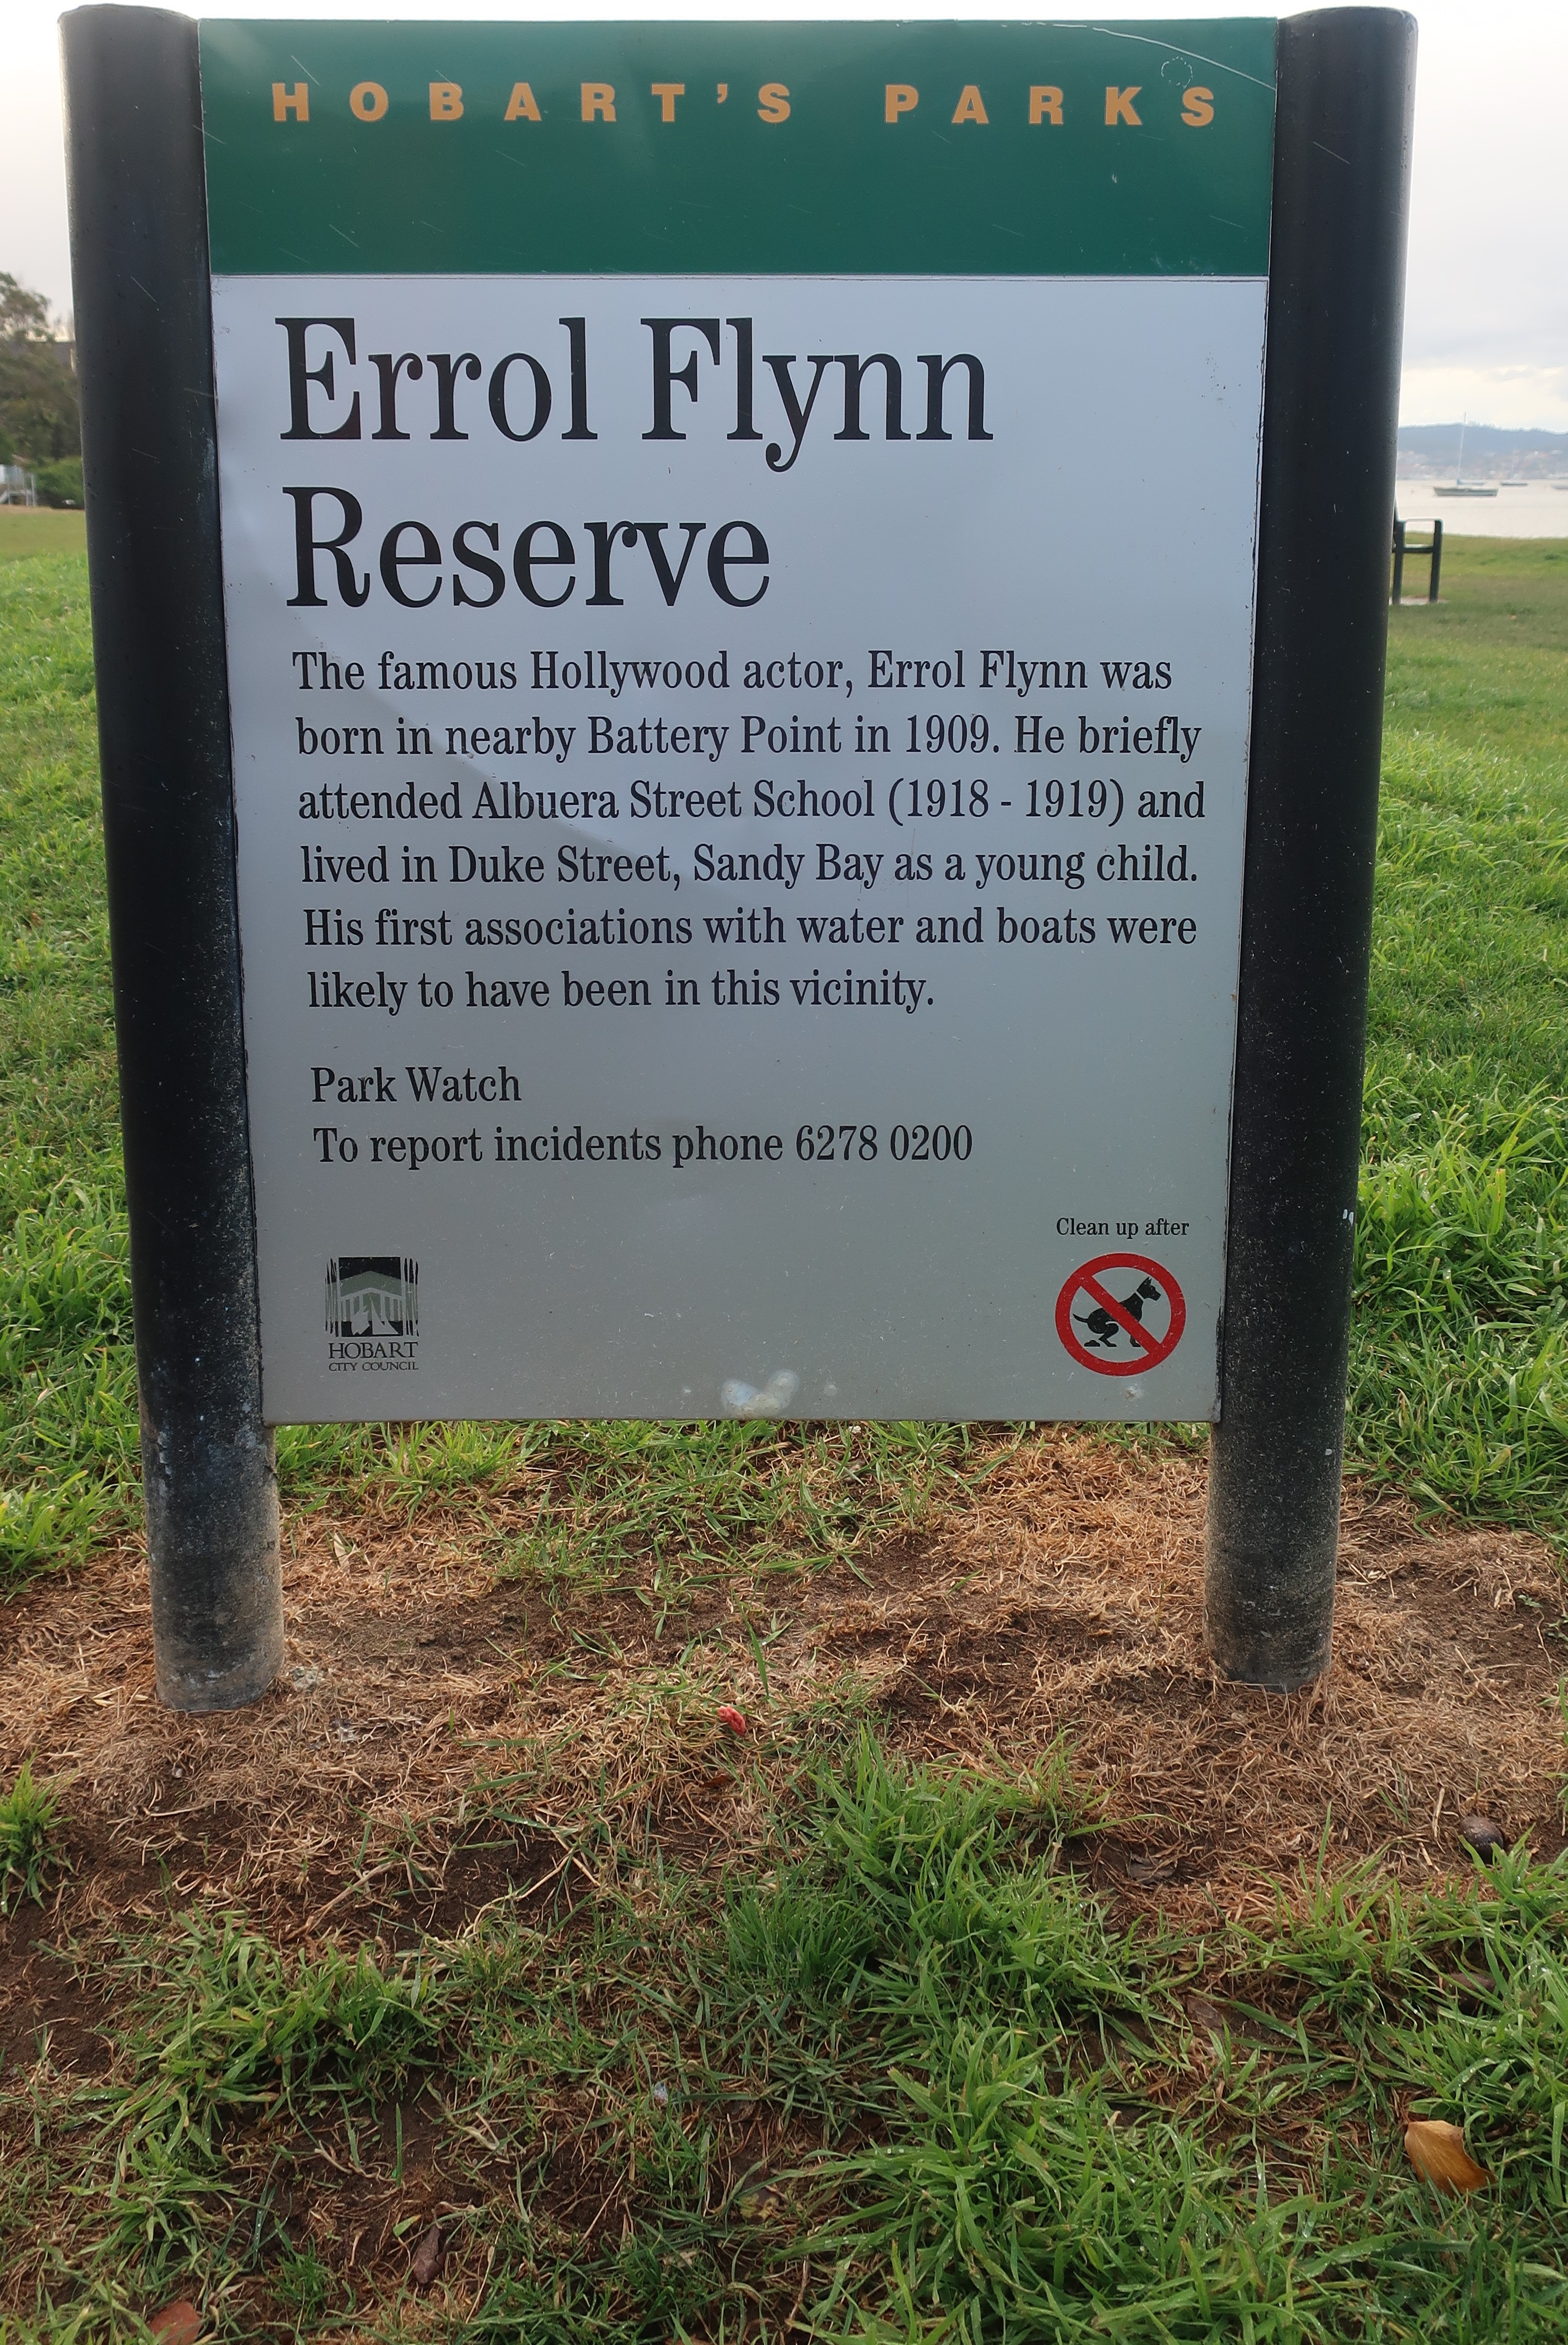 HOBART'S PARKS
Errol Flynn
Reserve
The famous Hollywood actor, Errol Flynn was
born in nearby Battery Point in 1909. He briefly
attended Albuera Street School (1918 - 1919) and
lived in Duke Street, Sandy Bay as a young child.
His first associations with water and boats were
likely to have been in this vicinity.
Park Watch
To report incidents phone 6278 0200
Clean up after
HOBART
CITY COUNCIL